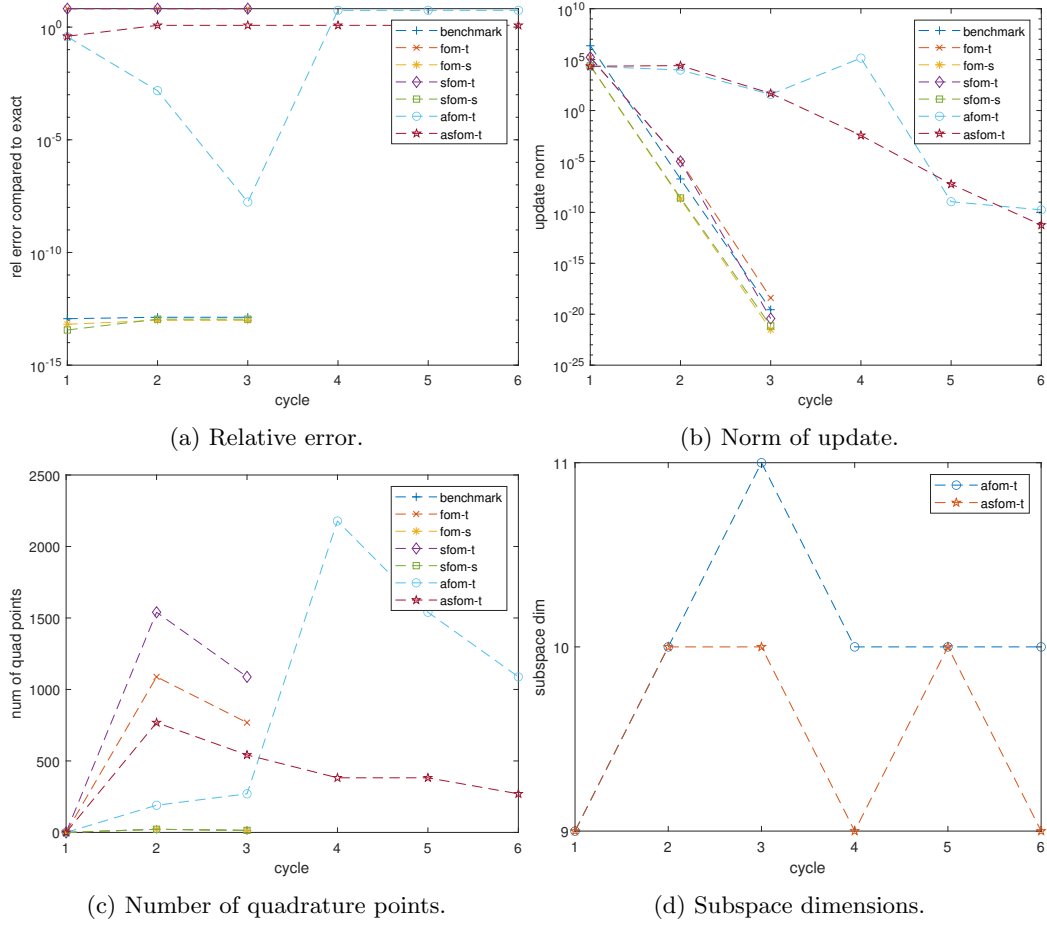 10^0
10^-5
10^-10
10^-15
rel error compared to exact
1 2 3 4 5 6
cycle
benchmark
fom-t
fom-s
sfom-t
sfom-s
afom-t
asfom-t
(a) Relative error.
10^10
10^5
10^0
10^-5
10^-10
10^-15
10^-20
10^-25
update norm
1 2 3 4 5 6
cycle
benchmark
fom-t
fom-s
sfom-t
sfom-s
afom-t
asfom-t
(b) Norm of update.
2500
2000
1500
1000
500
0
num of quad points
1 2 3 4 5 6
cycle
benchmark
fom-t
fom-s
sfom-t
sfom-s
afom-t
asfom-t
(c) Number of quadrature points.
11
10
9
subspace dim
1 2 3 4 5 6
cycle
afom-t
asfom-t
(d) Subspace dimensions.